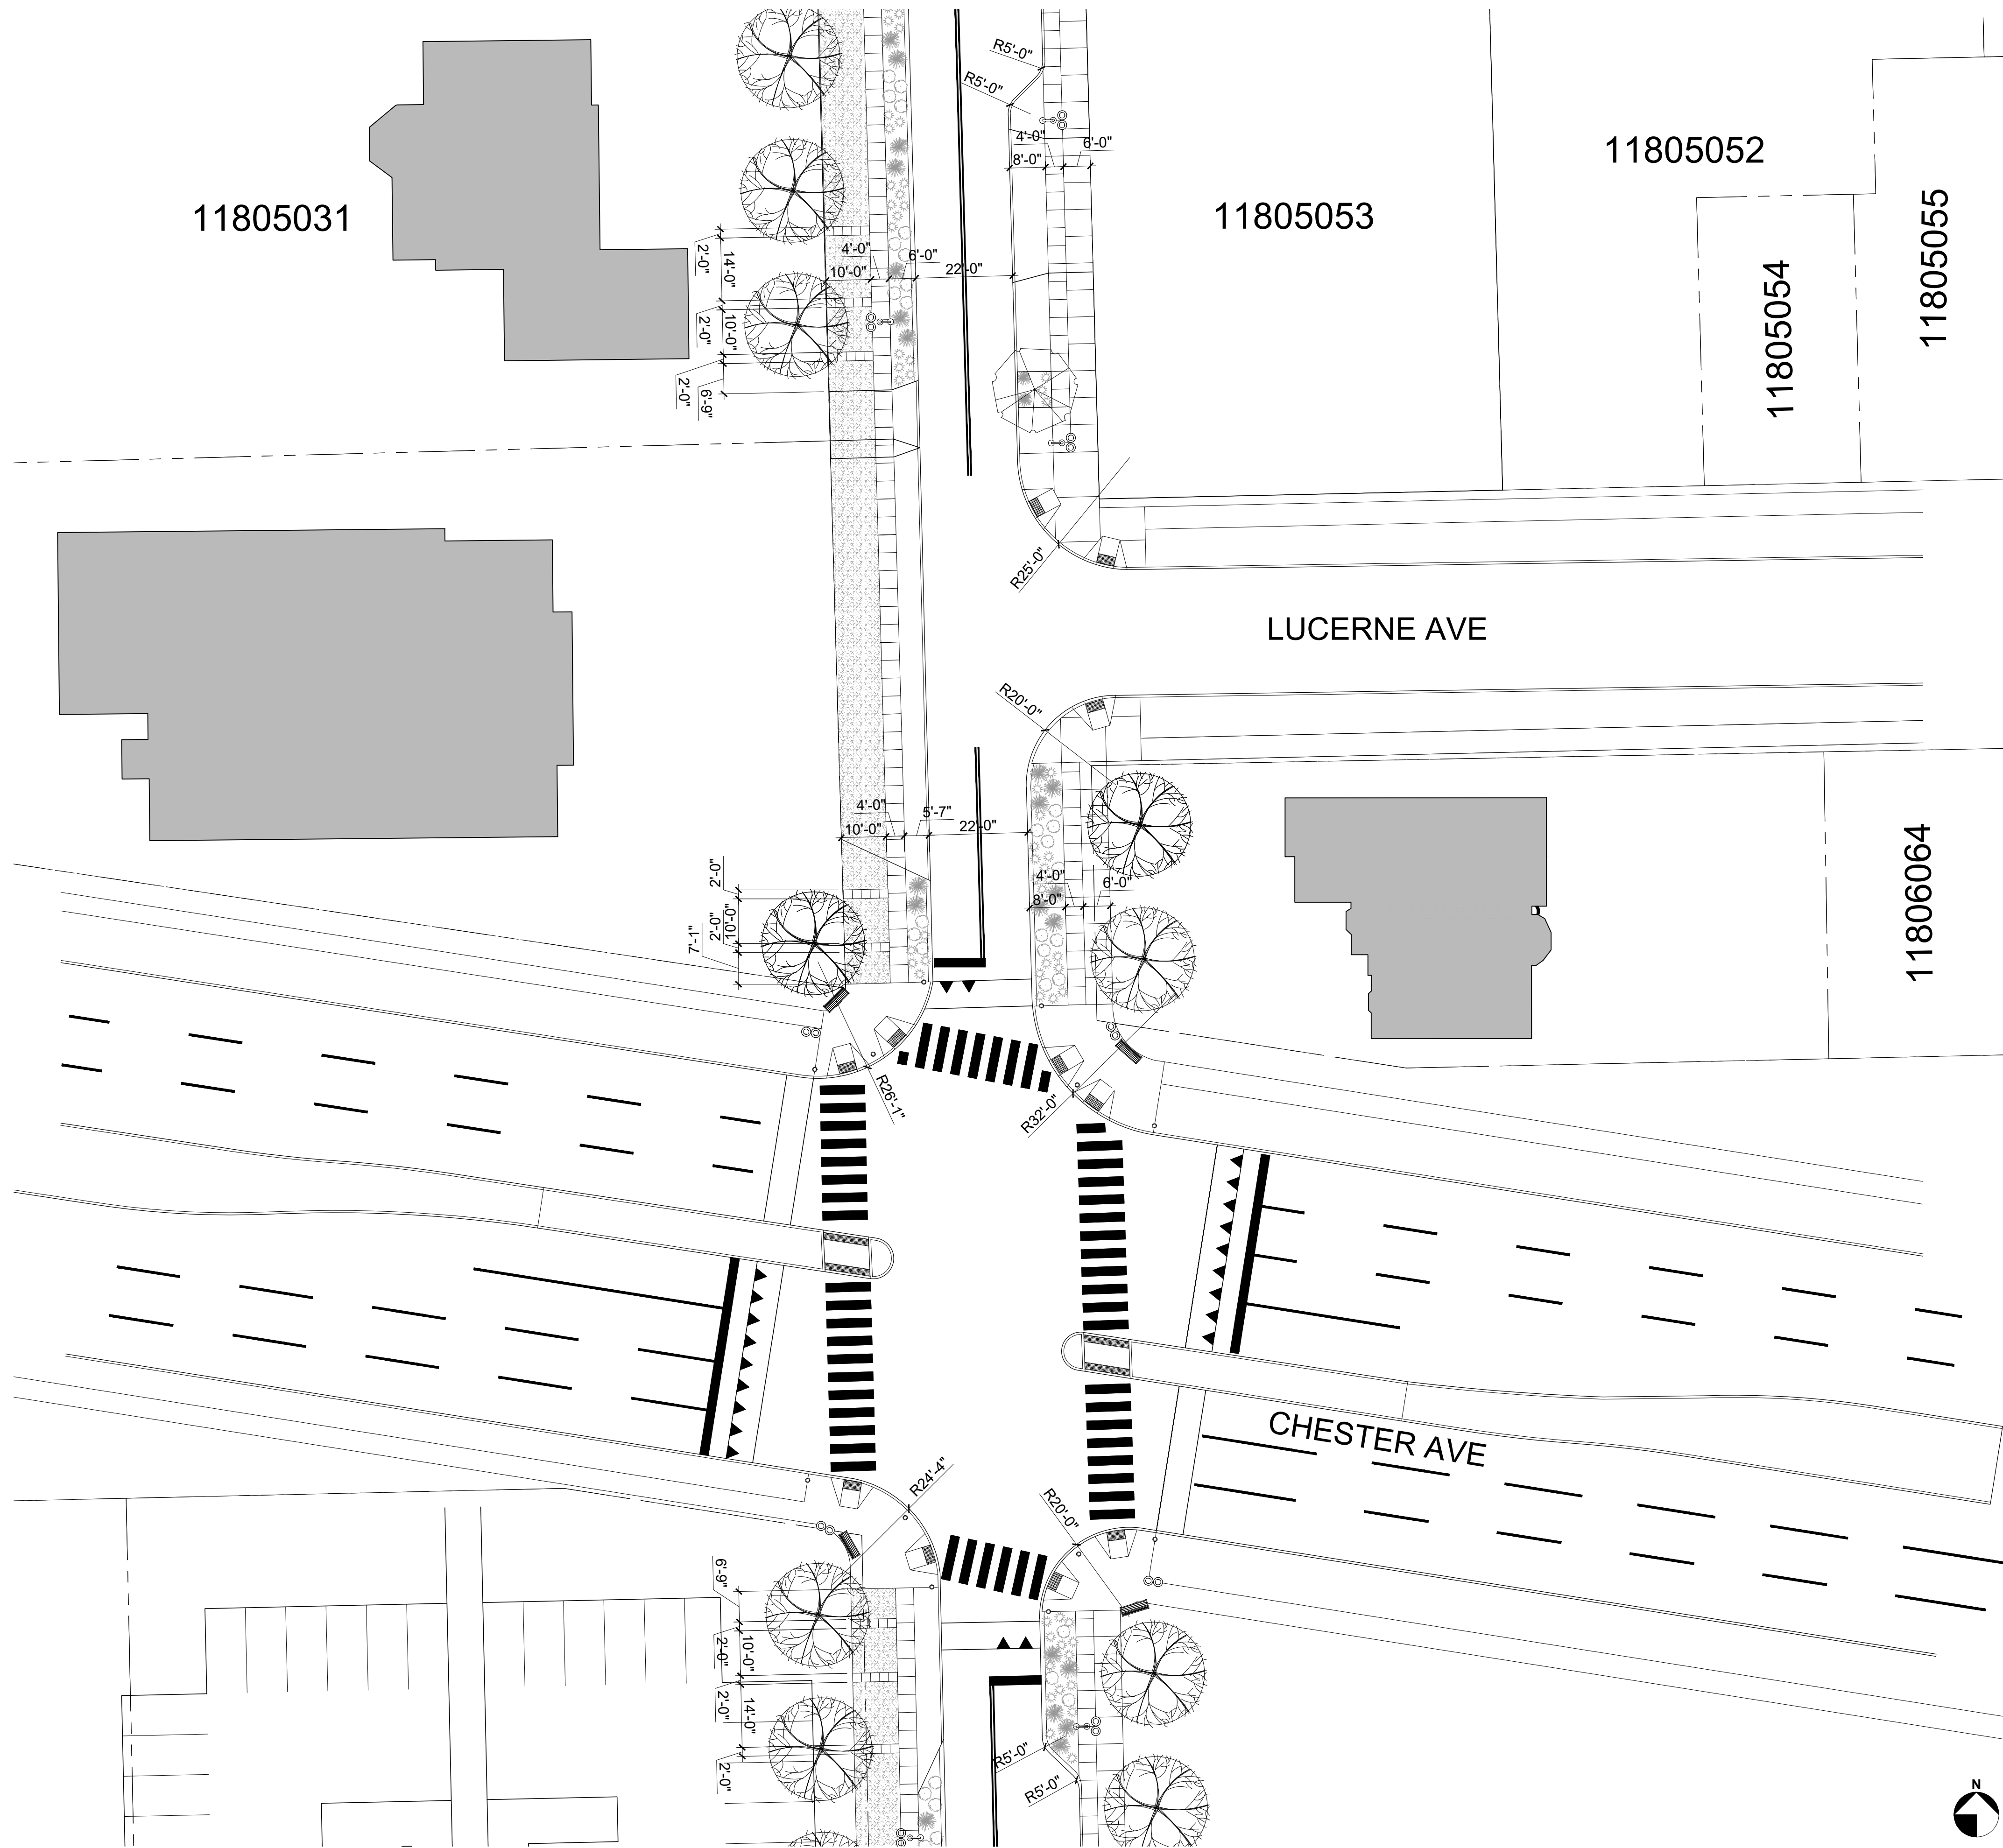 R5'-0"
R5'-0"
4'-0"
6'-0"
8'-0"
11805052
11805031
11805053
11805055
11805054
2'-0"
14'-0"
4'-0"
6'-0"
10'-0"
22'-0"
2'-0"
10'-0"
2'-0"
6'-9"
R25'-0"
LUCERNE AVE
R20'-0"
4'-0"
5'-7"
10'-0"
22'-0"
2'-0"
4'-0"
6'-0"
8'-0"
11806064
10'-0"
2'-0"
7'-1"
R26'-1"
R32'-0"
CHESTER AVE
R24'-4"
R20'-0"
6'-9"
10'-0"
2'-0"
14'-0"
2'-0"
2'-0"
R5'-0"
R5'-0"
N